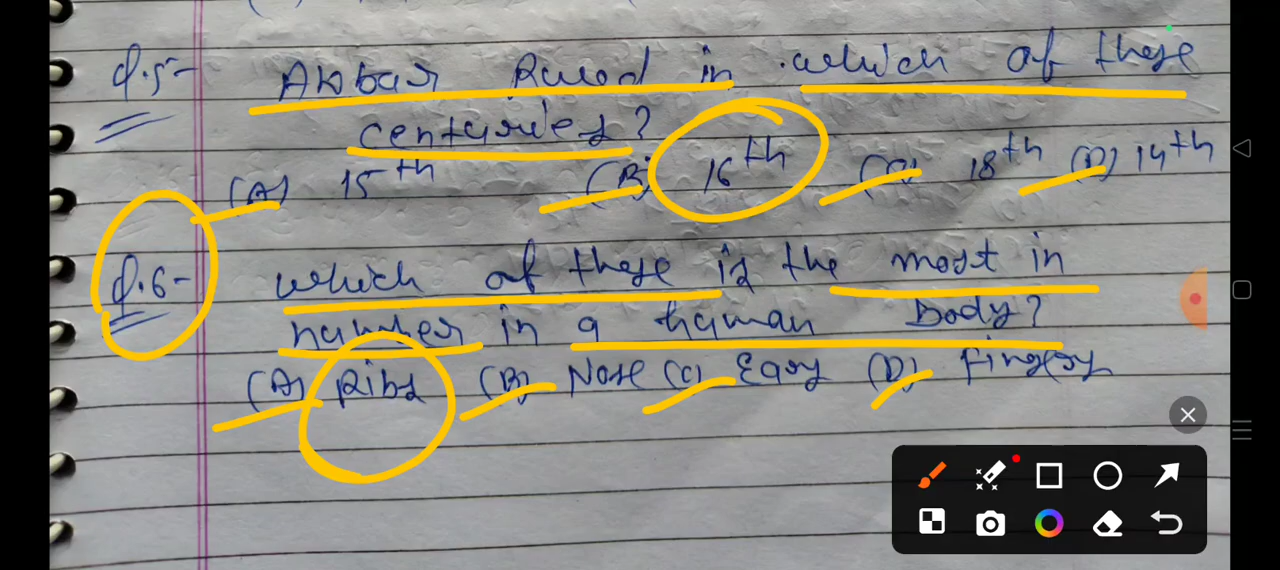 Q.5- Akbar Ruled in which of these
centuries?
(A) 15th (B) 16th (C) 18th (D) 14th
Q.6- which of these is the most in
number in a human Body?
(A) Ribs (B) Nose (C) Ears (D) Fingers